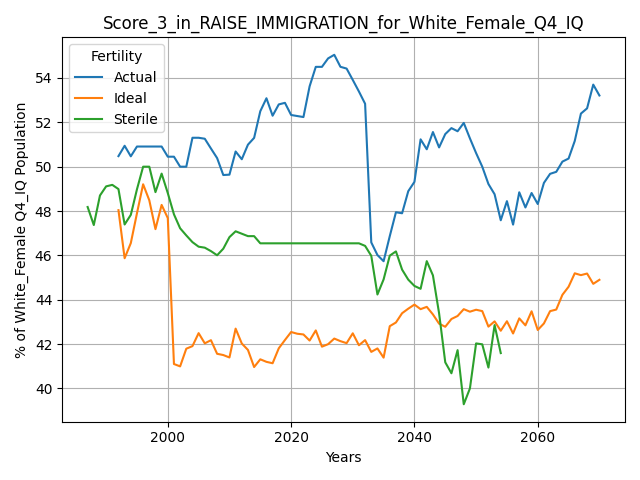 Score_3_in_RAISE_IMMIGRATION_for_White_Female_Q4_IQ
Fertility
Actual
Ideal
Sterile
% of White_Female Q4_IQ Population
54
52
50
48
46
44
42
40
2000
2020
2040
2060
Years